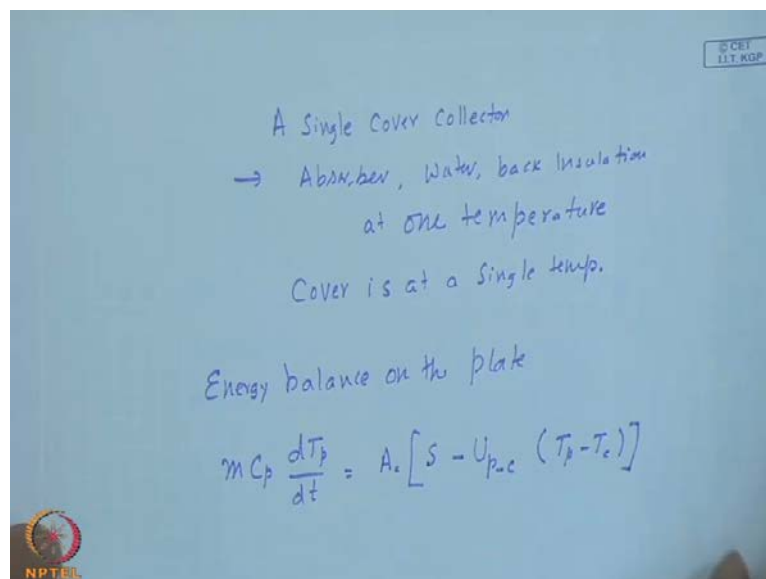 © CET
I.I.T. KGP
A Single Cover Collector
→ Absorber, Water, back Insulation
at one temperature
Cover is at a Single temp.
Energy balance on the plate
m Cp dTp/dt = Ac [S - Up-c (Tp - Tc)]
NPTEL